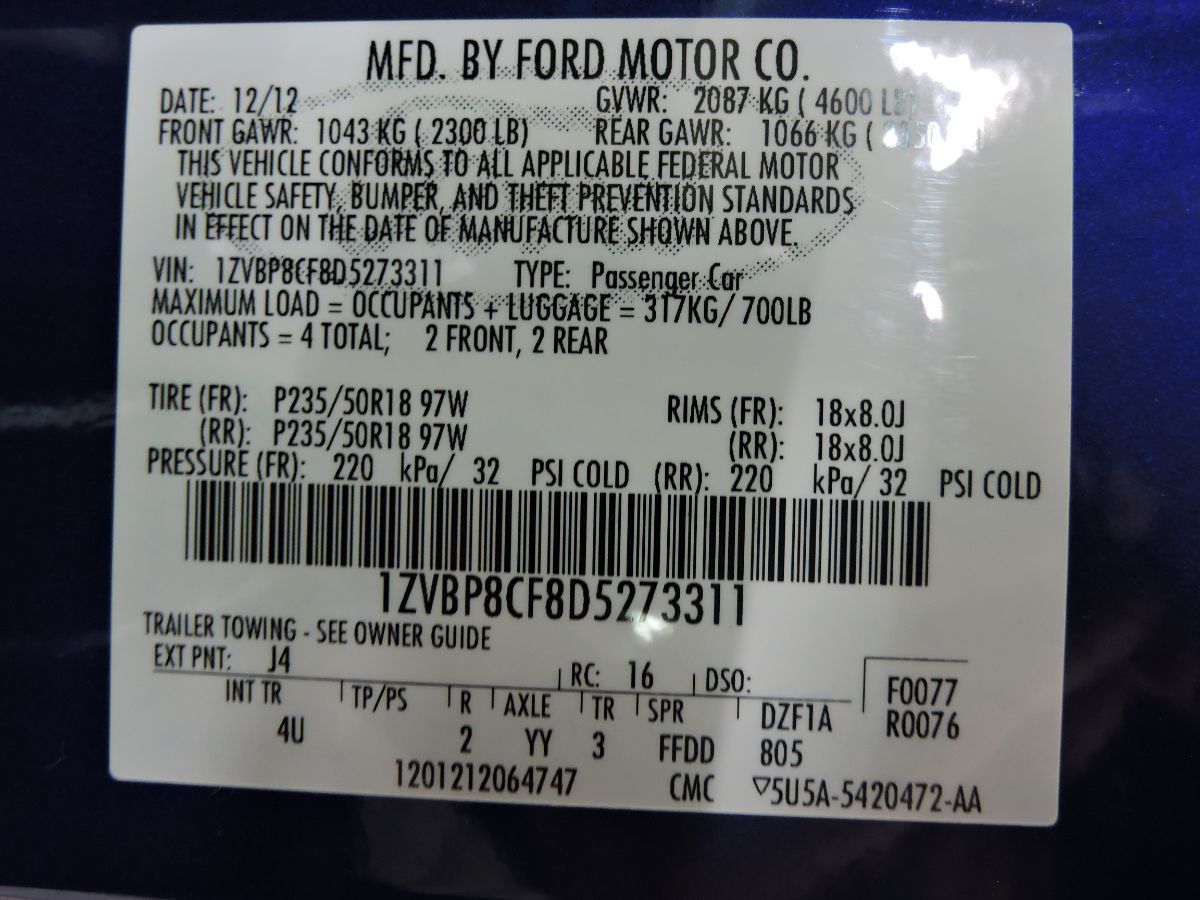 MFD. BY FORD MOTOR CO.
DATE: 12/12 GVWR: 2087 KG ( 4600 LB)
FRONT GAWR: 1043 KG ( 2300 LB) REAR GAWR: 1066 KG (
THIS VEHICLE CONFORMS TO ALL APPLICABLE FEDERAL MOTOR
VEHICLE SAFETY, BUMPER, AND THEFT PREVENTION STANDARDS
IN EFFECT ON THE DATE OF MANUFACTURE SHOWN ABOVE.
VIN: 1ZVBP8CF8D5273311 TYPE: Passenger Car
MAXIMUM LOAD = OCCUPANTS + LUGGAGE = 317KG/ 700LB
OCCUPANTS = 4 TOTAL; 2 FRONT, 2 REAR
TIRE (FR): P235/50R18 97W RIMS (FR): 18x8.0J
(RR): P235/50R18 97W (RR): 18x8.0J
PRESSURE (FR): 220 kPa/ 32 PSI COLD (RR): 220 kPa/ 32 PSI COLD
1ZVBP8CF8D5273311
TRAILER TOWING - SEE OWNER GUIDE
EXT PNT: J4 RC: 16 DSO: F0077
INT TR TP/PS R AXLE TR SPR DZF1A R0076
4U 2 YY 3 FFDD 805
1201212064747 CMC ▽5U5A-5420472-AA